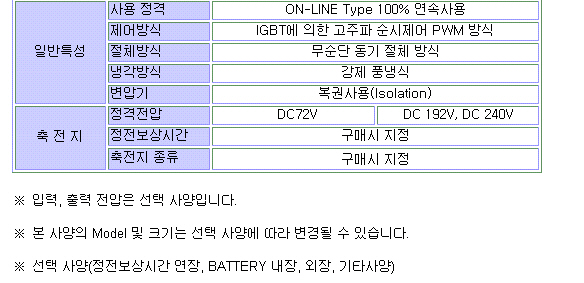 사용 정격 ON-LINE Type 100% 연속사용
제어방식 IGBT에 의한 고주파 순시제어 PWM 방식
일반특성 절체방식 무순단 동기 절체 방식
냉각방식 강제 풍냉식
변압기 복권사용(Isolation)
정격전압 DC72V DC 192V, DC 240V
축 전 지 정전보상시간 구매시 지정
축전지 종류 구매시 지정
※ 입력, 출력 전압은 선택 사양입니다.
※ 본 사양의 Model 및 크기는 선택 사양에 따라 변경될 수 있습니다.
※ 선택 사양(정전보상시간 연장, BATTERY 내장, 외장, 기타사양)